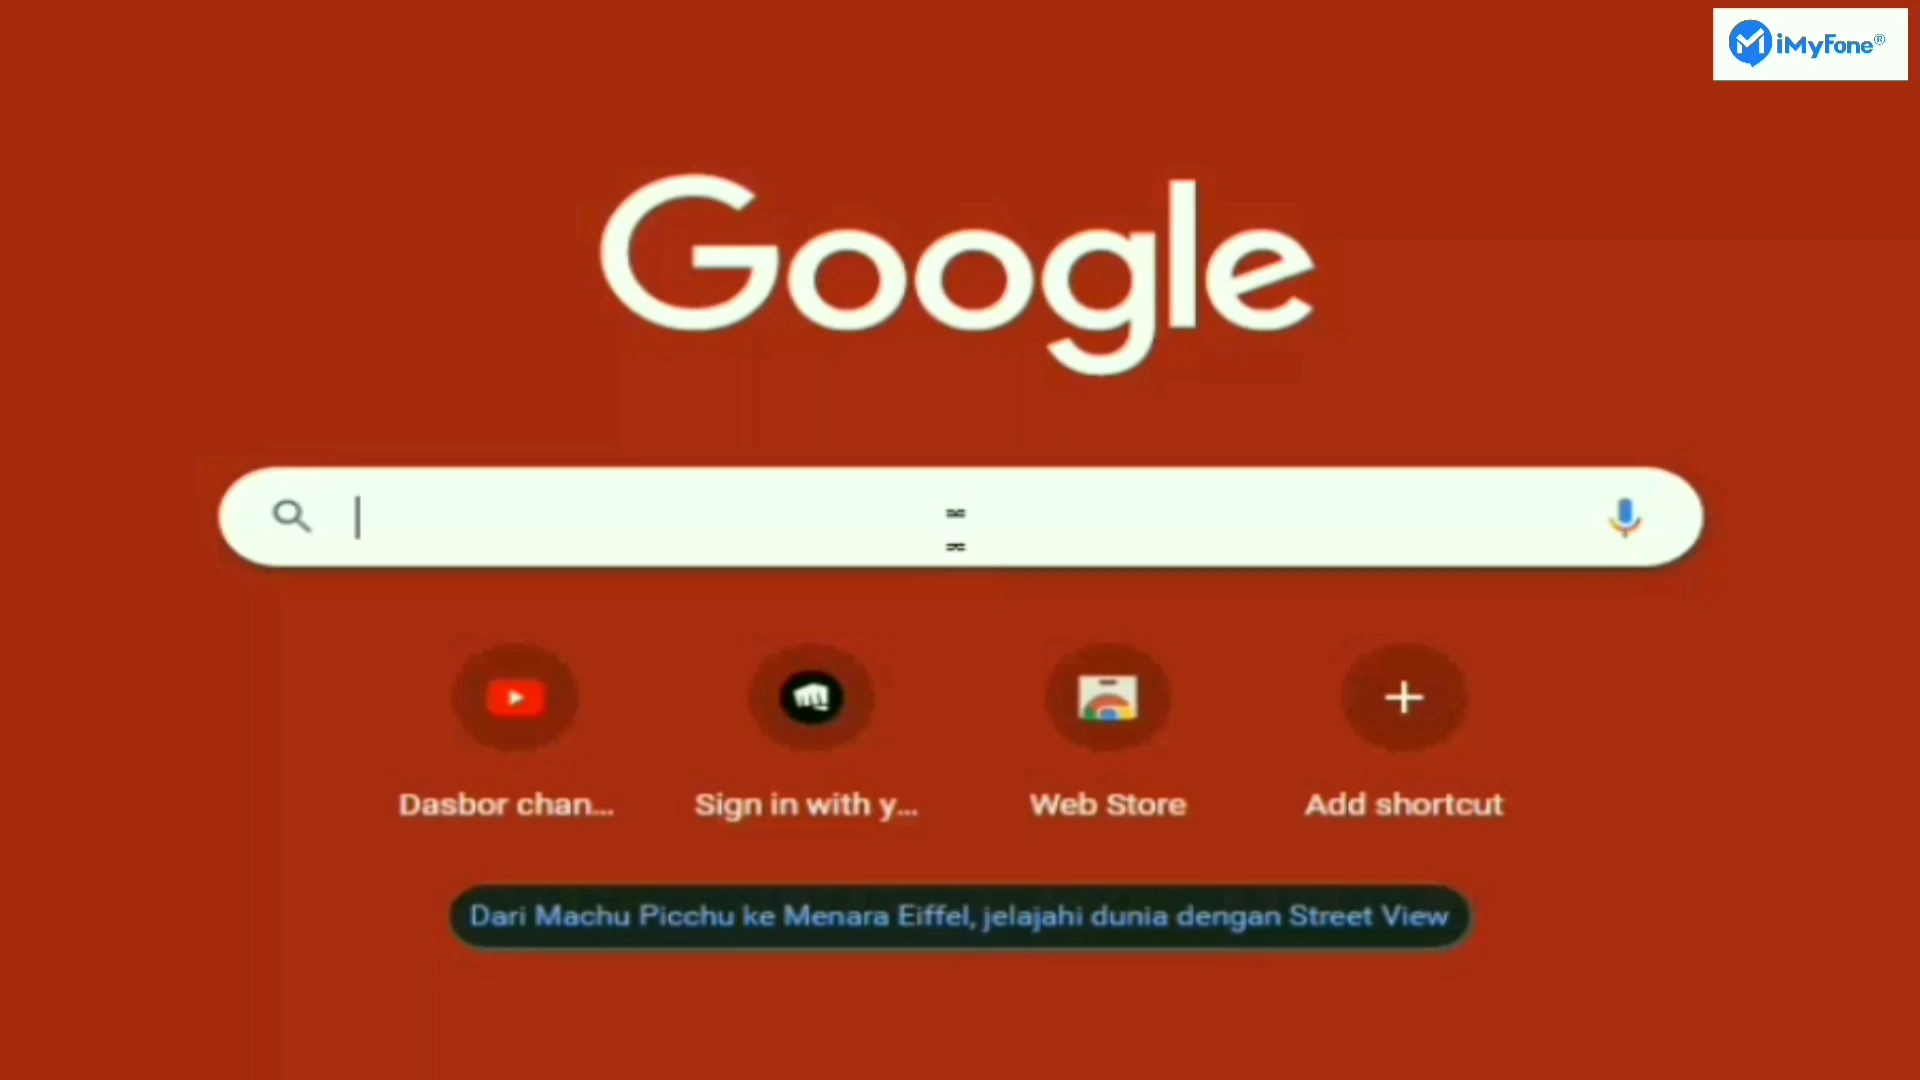 iMyFone®
Google
Dasbor chan...
Sign in with y...
Web Store
Add shortcut
Dari Machu Picchu ke Menara Eiffel, jelajahi dunia dengan Street View